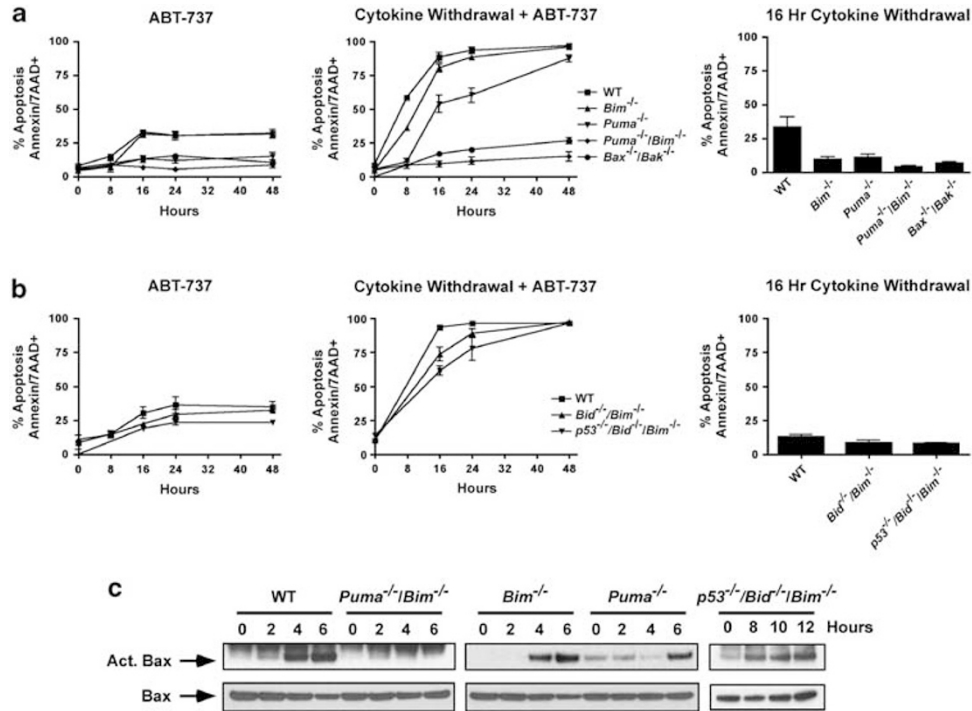 a
ABT-737
% Apoptosis
Annexin/7AAD+
100
75
50
25
0
0 8 16 24 32 40 48
Hours
Cytokine Withdrawal + ABT-737
% Apoptosis
Annexin/7AAD+
100
75
50
25
0
0 8 16 24 32 40 48
Hours
WT
Bim-/-
Puma-/-
Puma-/-/Bim-/-
Bax-/-/Bak-/-
16 Hr Cytokine Withdrawal
% Apoptosis
Annexin/7AAD+
100
75
50
25
0
WT
Bim-/-
Puma-/-
Puma-/-/Bim-/-
Bax-/-/Bak-/-
b
ABT-737
% Apoptosis
Annexin/7AAD+
100
75
50
25
0
0 8 16 24 32 40 48
Hours
Cytokine Withdrawal + ABT-737
% Apoptosis
Annexin/7AAD+
100
75
50
25
0
0 8 16 24 32 40 48
Hours
WT
Bid-/-/Bim-/-
p53-/-/Bid-/-/Bim-/-
16 Hr Cytokine Withdrawal
% Apoptosis
Annexin/7AAD+
100
75
50
25
0
WT
Bid-/-/Bim-/-
p53-/-/Bid-/-/Bim-/-
c
WT Puma-/-/Bim-/- Bim-/- Puma-/- p53-/-/Bid-/-/Bim-/-
0 2 4 6 0 2 4 6 0 2 4 6 0 2 4 6 0 8 10 12 Hours
Act. Bax
Bax